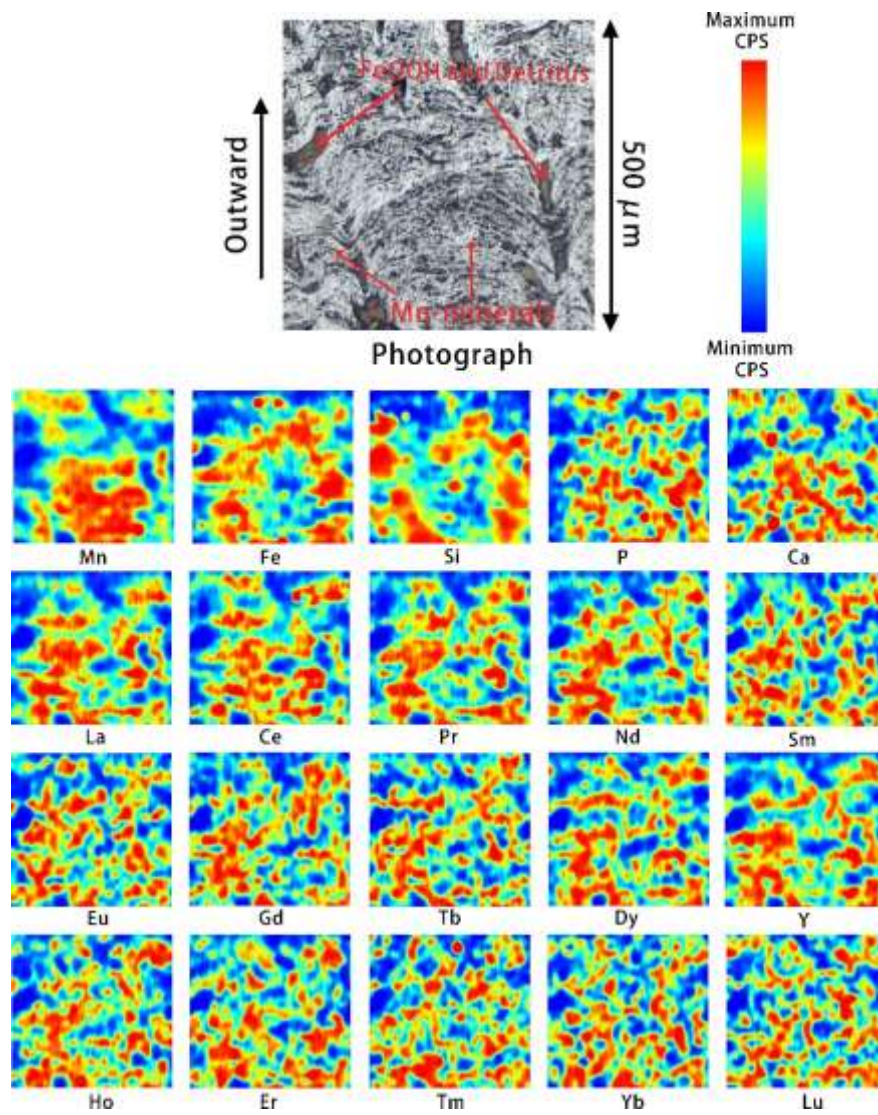 Maximum
CPS
FeOOH and Detritus
Outward
500 μm
Mn-minerals
Minimum
CPS
Photograph
Mn Fe Si P Ca
La Ce Pr Nd Sm
Eu Gd Tb Dy Y
Ho Er Tm Yb Lu